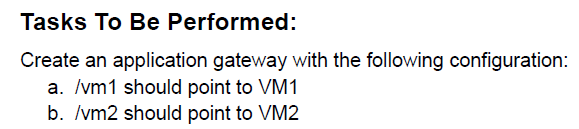 Tasks To Be Performed:
Create an application gateway with the following configuration:
a. /vm1 should point to VM1
b. /vm2 should point to VM2